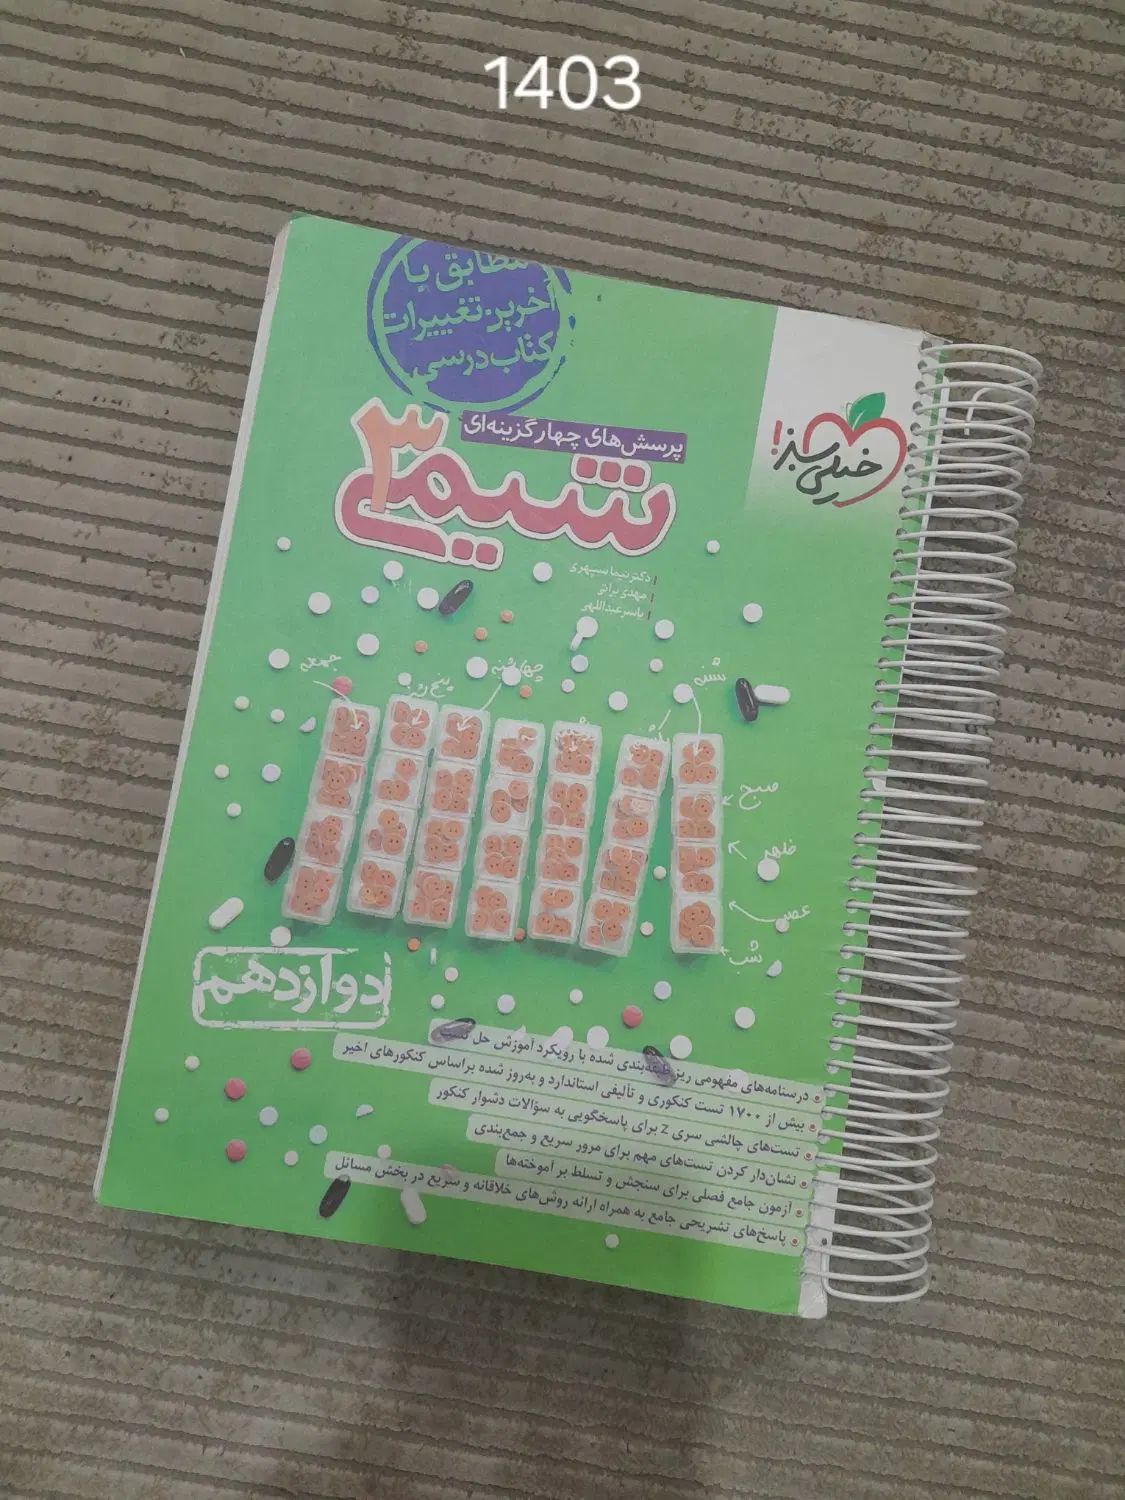 1403
مطابق با
آخرین تغییرات
کتاب درسی
خیلی سبز!
پرسش‌های چهارگزینه‌ای
شیمی ۳
دکتر نیما سپهری
مهدی براتی
یاسر عبداللهی
شنبه
چهارشنبه
پنج
جمعه
صبح
ظهر
عصر
شب
دوازدهم
درسنامه‌های مفهومی ریز طبقه‌بندی شده با رویکرد آموزش حل تست
بیش از ۱۷۰۰ تست کنکوری و تألیفی استاندارد و به‌روز شده براساس کنکورهای اخیر
تست‌های چالشی سری Z برای پاسخگویی به سؤالات دشوار کنکور
نشان‌دار کردن تست‌های مهم برای مرور سریع و جمع‌بندی
آزمون جامع فصلی برای سنجش و تسلط بر آموخته‌ها
پاسخ‌های تشریحی جامع به همراه ارائه روش‌های خلاقانه و سریع در بخش مسائل